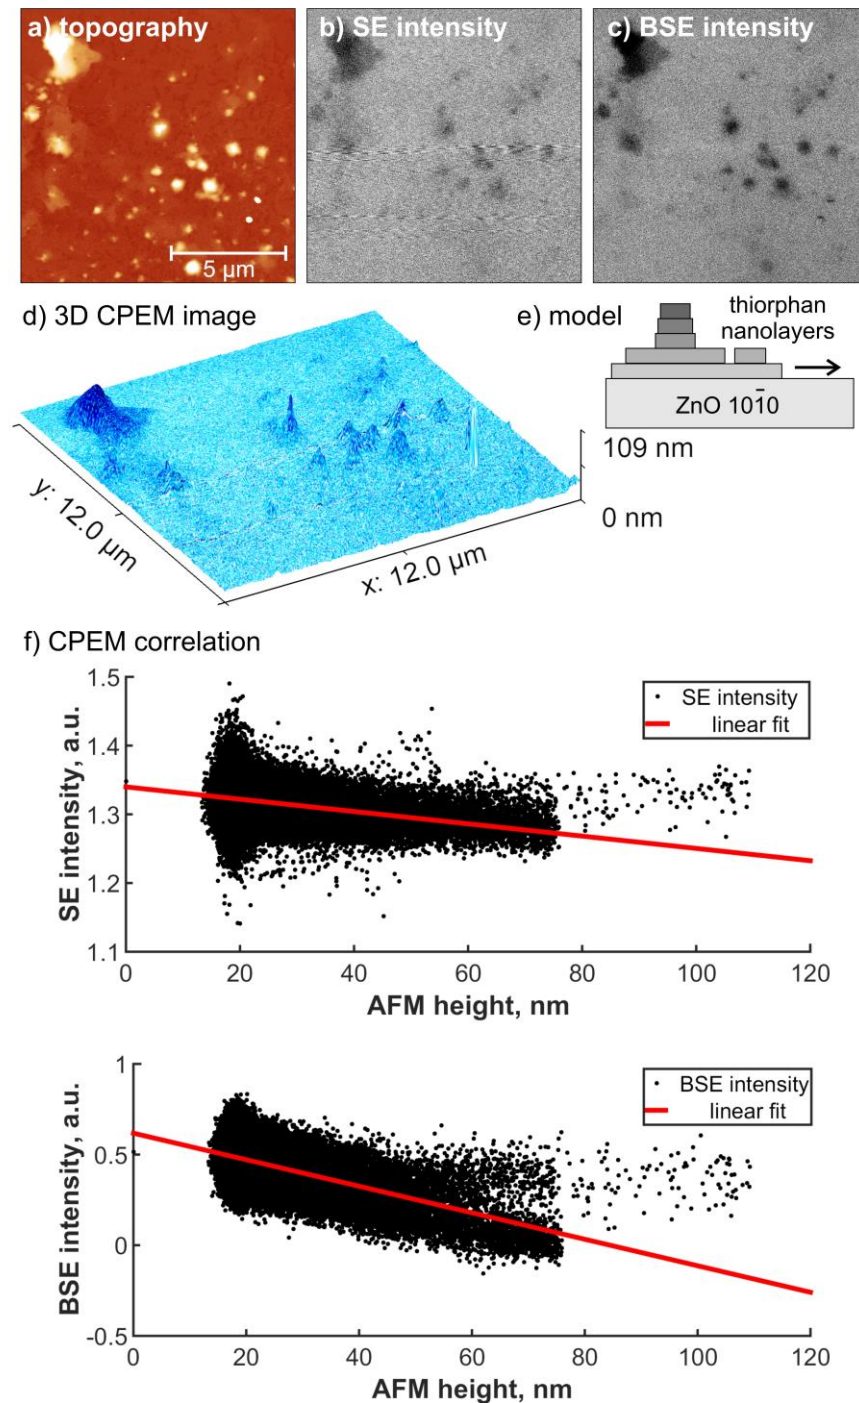 a) topography
b) SE intensity
c) BSE intensity
5 µm
d) 3D CPEM image
y: 12.0 µm
x: 12.0 µm
109 nm
0 nm
e) model
thiorphan
nanolayers
ZnO 101̄0
f) CPEM correlation
SE intensity, a.u.
1.5
1.4
1.3
1.2
1.1
0 20 40 60 80 100 120
AFM height, nm
SE intensity
linear fit
BSE intensity, a.u.
1
0.5
0
-0.5
0 20 40 60 80 100 120
AFM height, nm
BSE intensity
linear fit